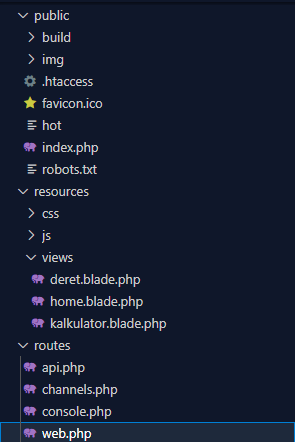 public
build
img
.htaccess
favicon.ico
hot
index.php
robots.txt
resources
css
js
views
deret.blade.php
home.blade.php
kalkulator.blade.php
routes
api.php
channels.php
console.php
web.php